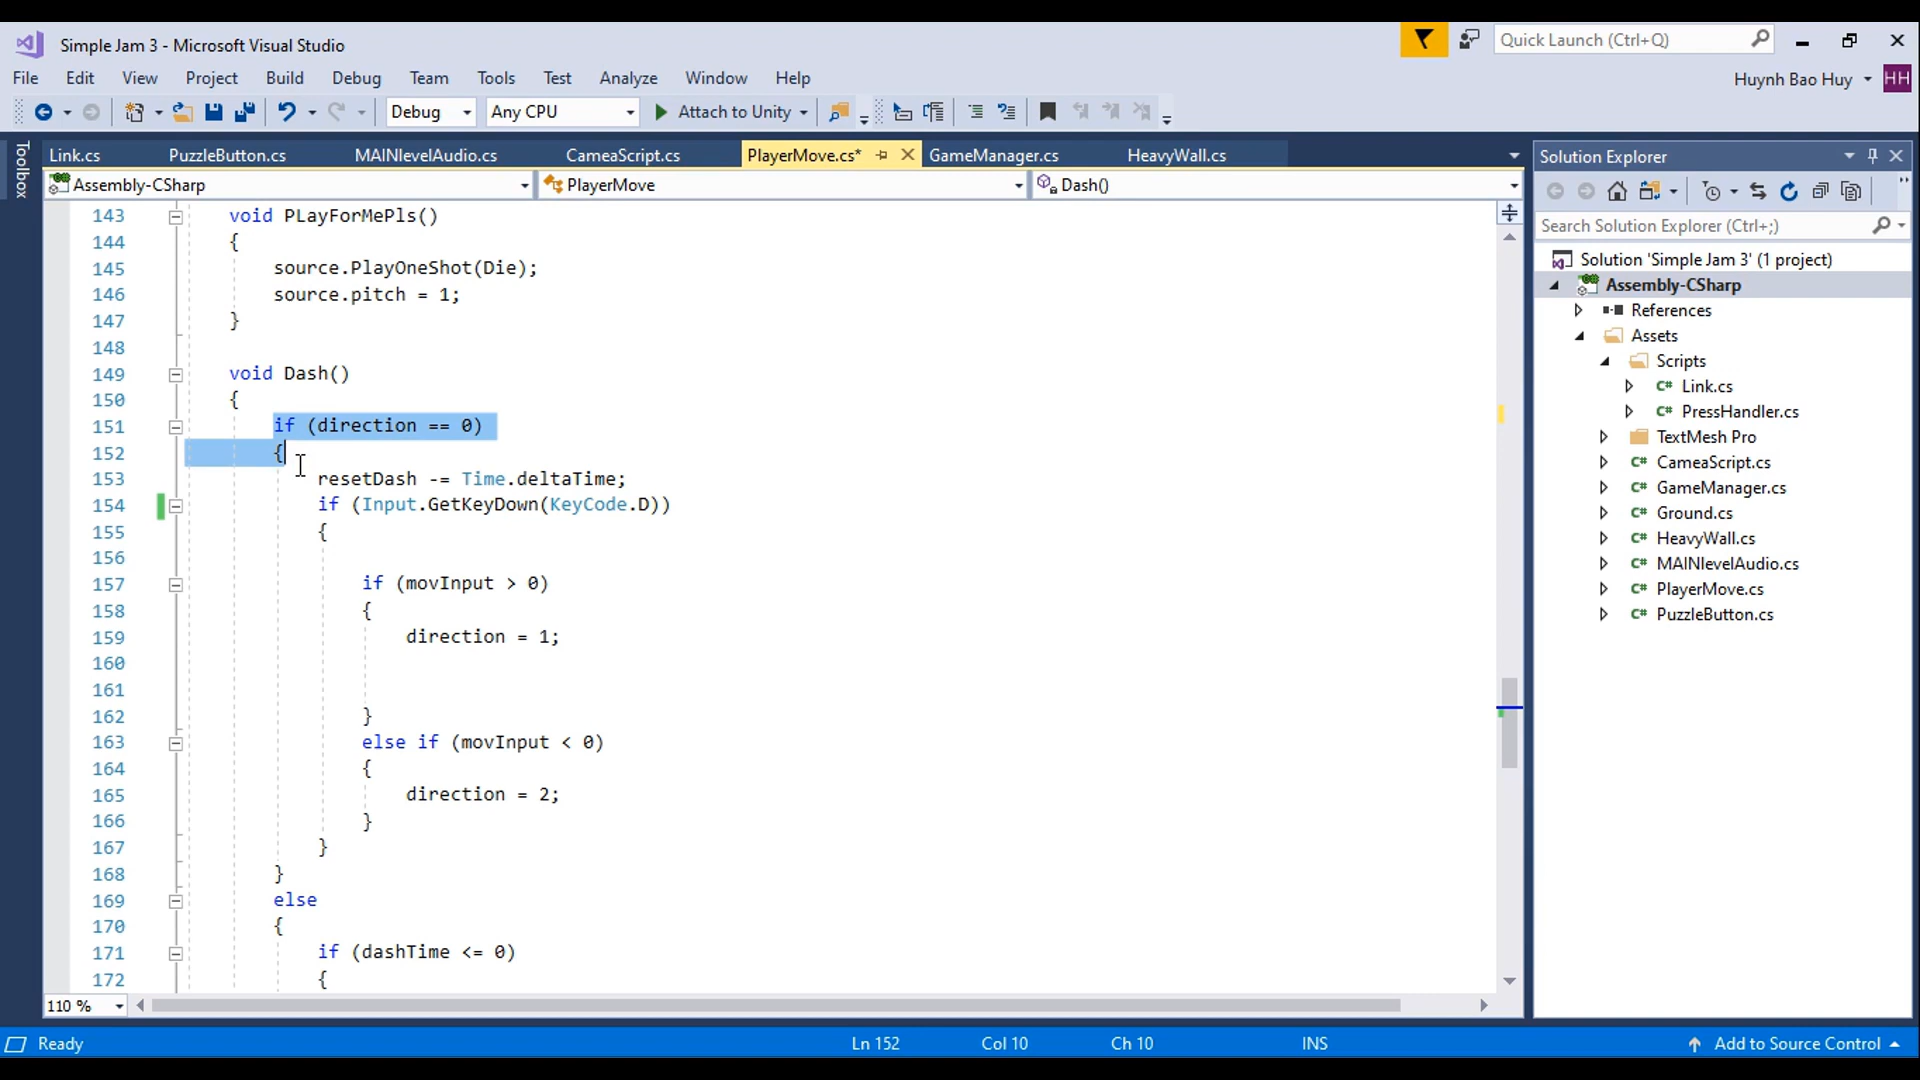 Simple Jam 3 - Microsoft Visual Studio
Quick Launch (Ctrl+Q)
File Edit View Project Build Debug Team Tools Test Analyze Window Help
Huynh Bao Huy HH
Debug Any CPU Attach to Unity
Toolbox
Link.cs PuzzleButton.cs MAINlevelAudio.cs CameaScript.cs PlayerMove.cs* GameManager.cs HeavyWall.cs
Assembly-CSharp PlayerMove Dash()
143 void PLayForMePls()
144 {
145 source.PlayOneShot(Die);
146 source.pitch = 1;
147 }
148
149 void Dash()
150 {
151 if (direction == 0)
152 {
153 resetDash -= Time.deltaTime;
154 if (Input.GetKeyDown(KeyCode.D))
155 {
156
157 if (movInput > 0)
158 {
159 direction = 1;
160
161
162 }
163 else if (movInput < 0)
164 {
165 direction = 2;
166 }
167 }
168 }
169 else
170 {
171 if (dashTime <= 0)
172 {
110 %
Solution Explorer
Search Solution Explorer (Ctrl+;)
Solution 'Simple Jam 3' (1 project)
Assembly-CSharp
References
Assets
Scripts
C# Link.cs
C# PressHandler.cs
TextMesh Pro
C# CameaScript.cs
C# GameManager.cs
C# Ground.cs
C# HeavyWall.cs
C# MAINlevelAudio.cs
C# PlayerMove.cs
C# PuzzleButton.cs
Ready Ln 152 Col 10 Ch 10 INS Add to Source Control